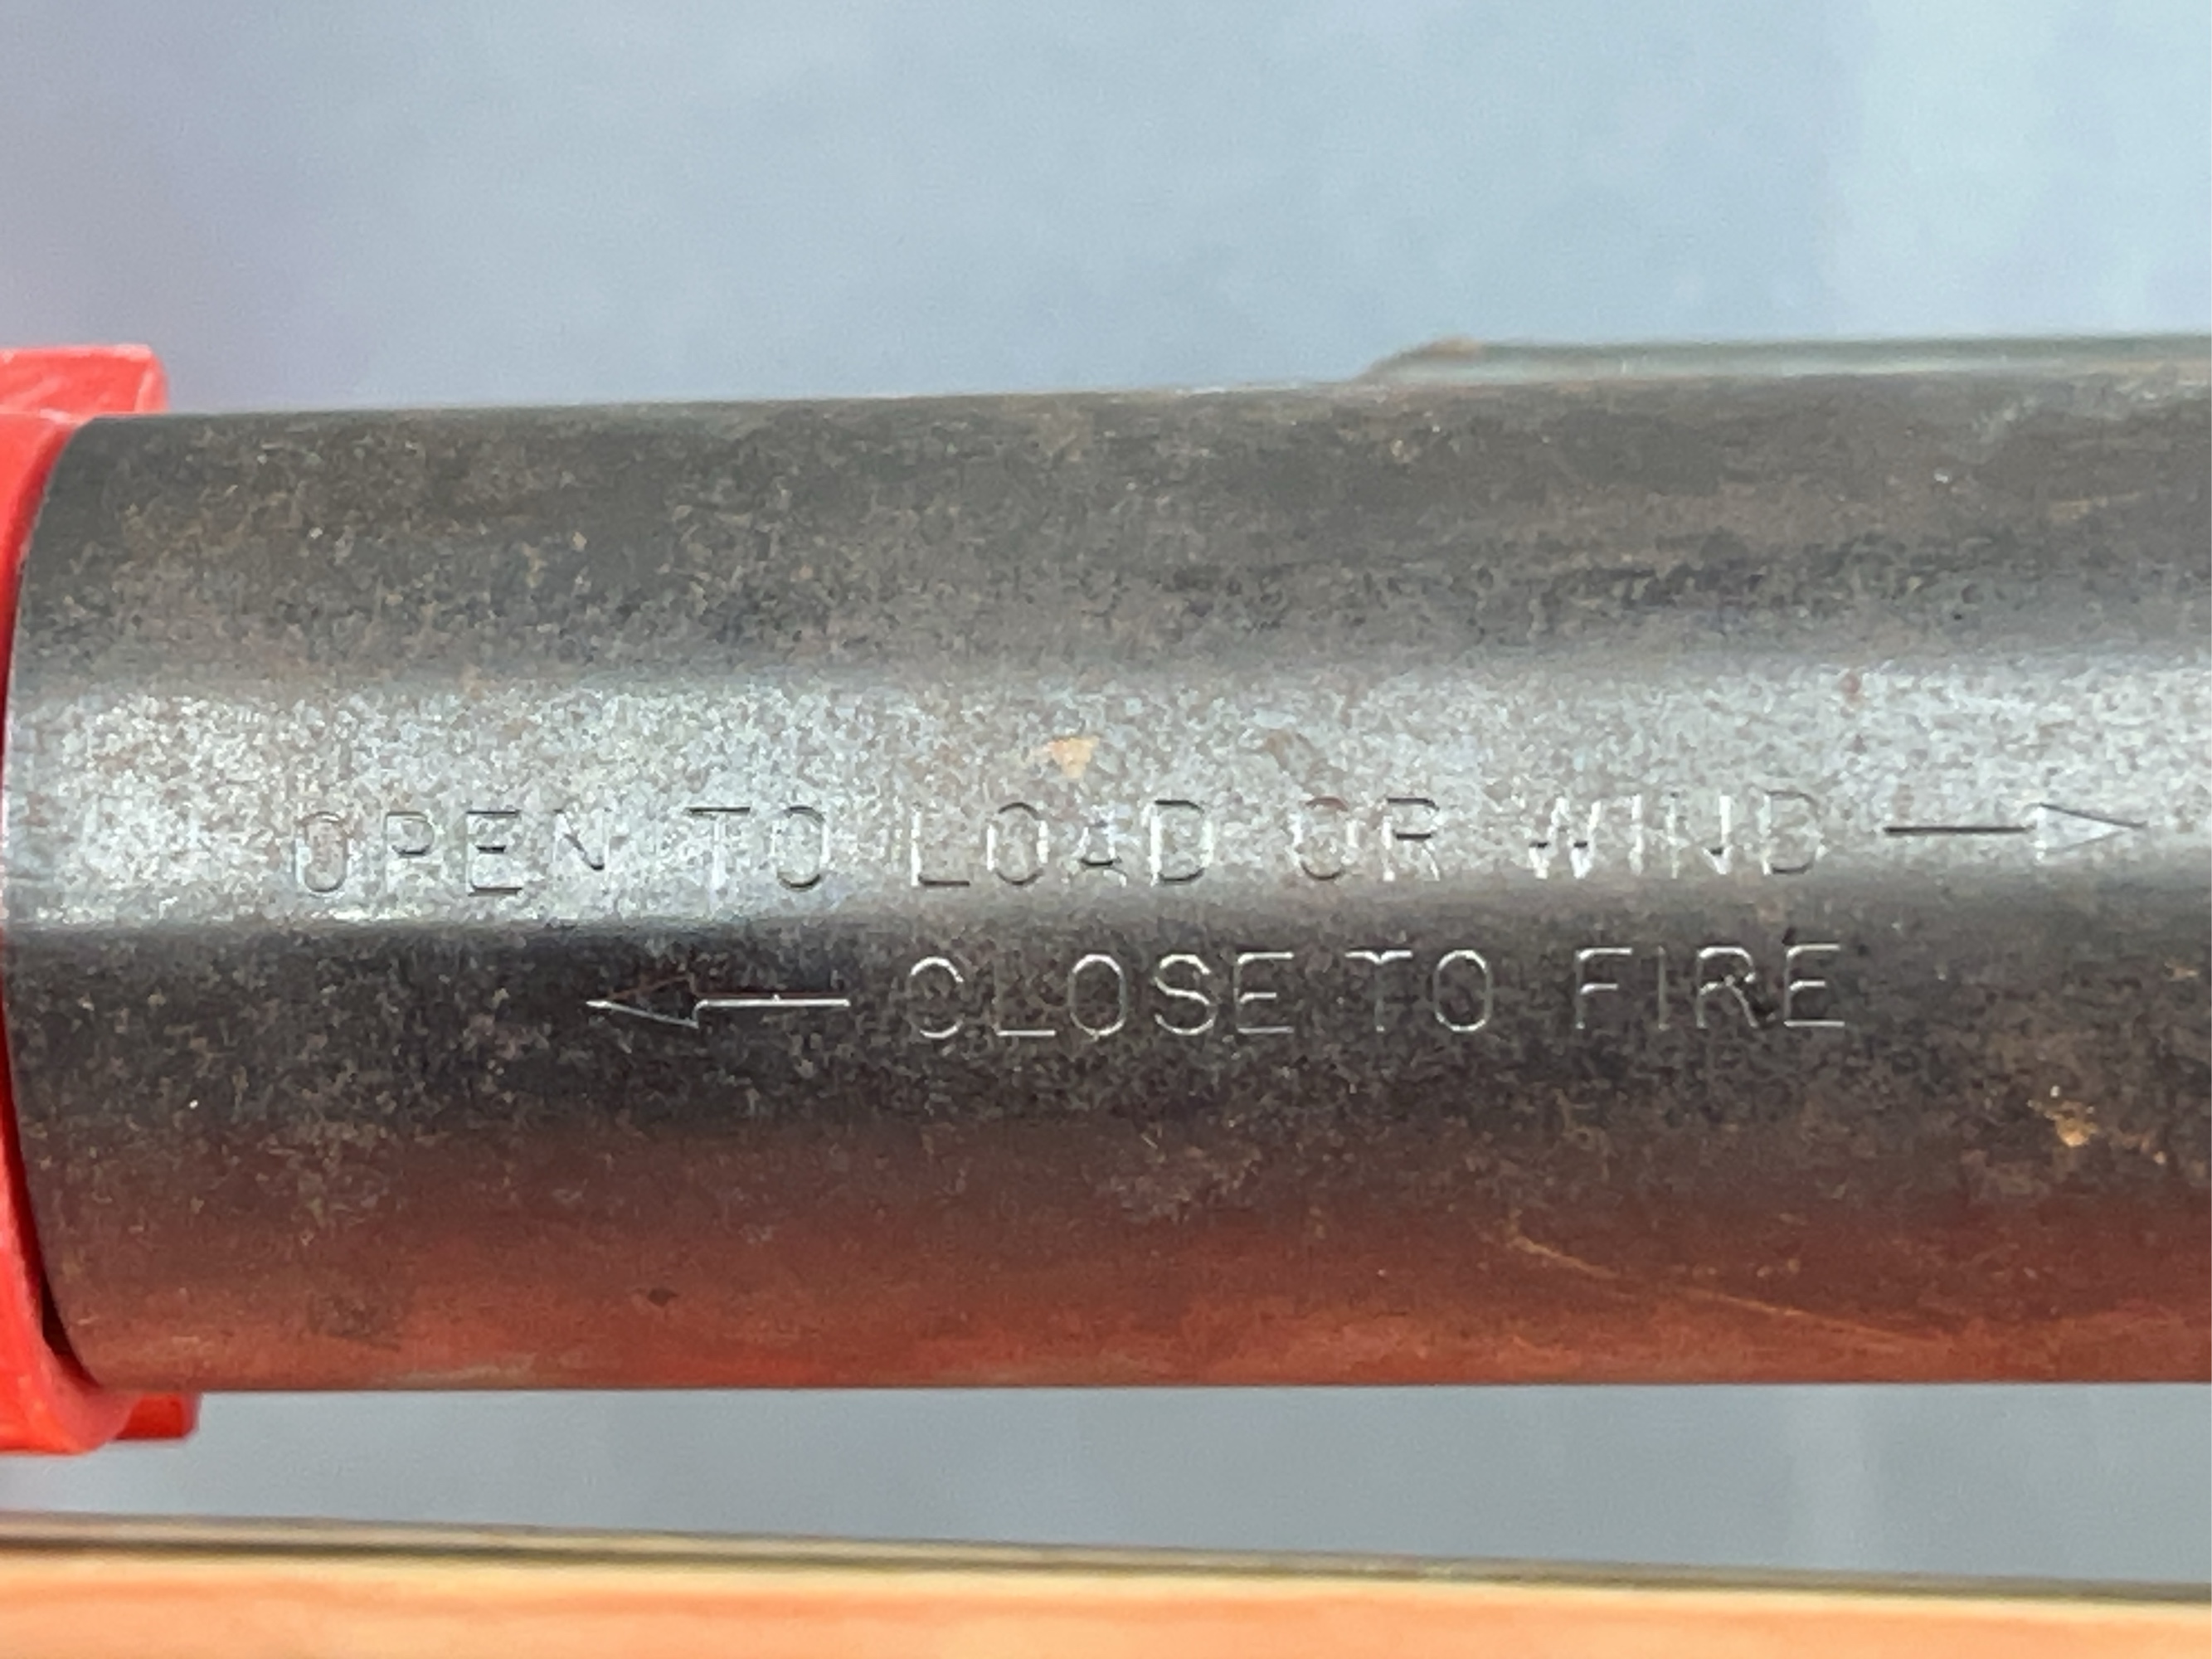 OPEN TO LOAD OR WIND →
← CLOSE TO FIRE